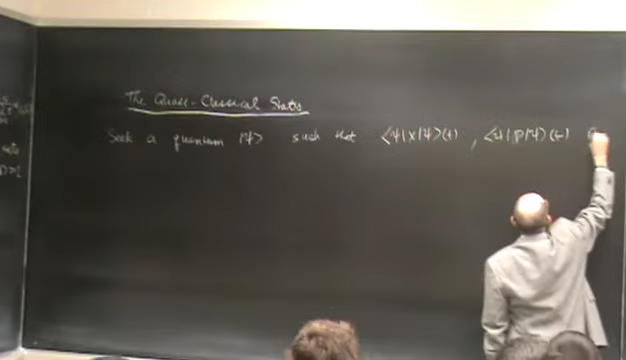 The Quasi-Classical States
Seek a quantum |ψ> such that <ψ|x|ψ>(t) , <ψ|p|ψ>(t)